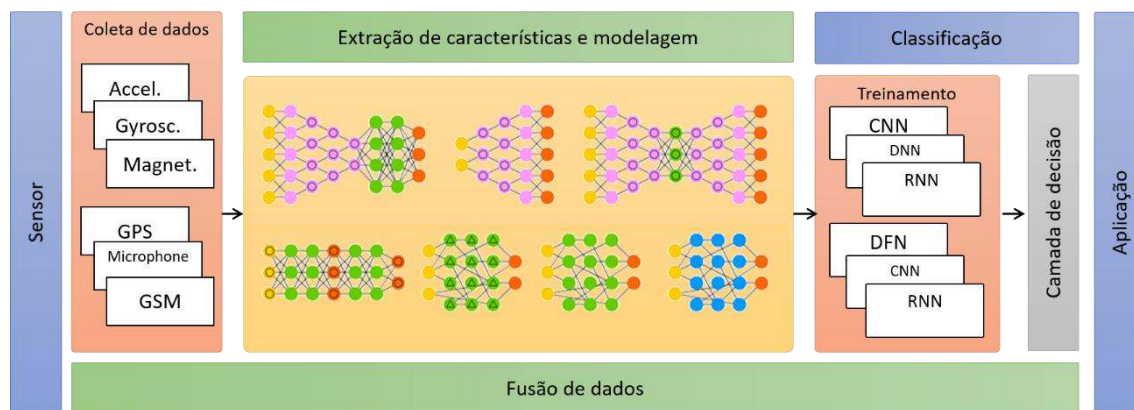 Sensor
Coleta de dados
Accel.
Gyrosc.
Magnet.
GPS
Microphone
GSM
Extração de características e modelagem
Classificação
Treinamento
CNN
DNN
RNN
DFN
CNN
RNN
Camada de decisão
Aplicação
Fusão de dados